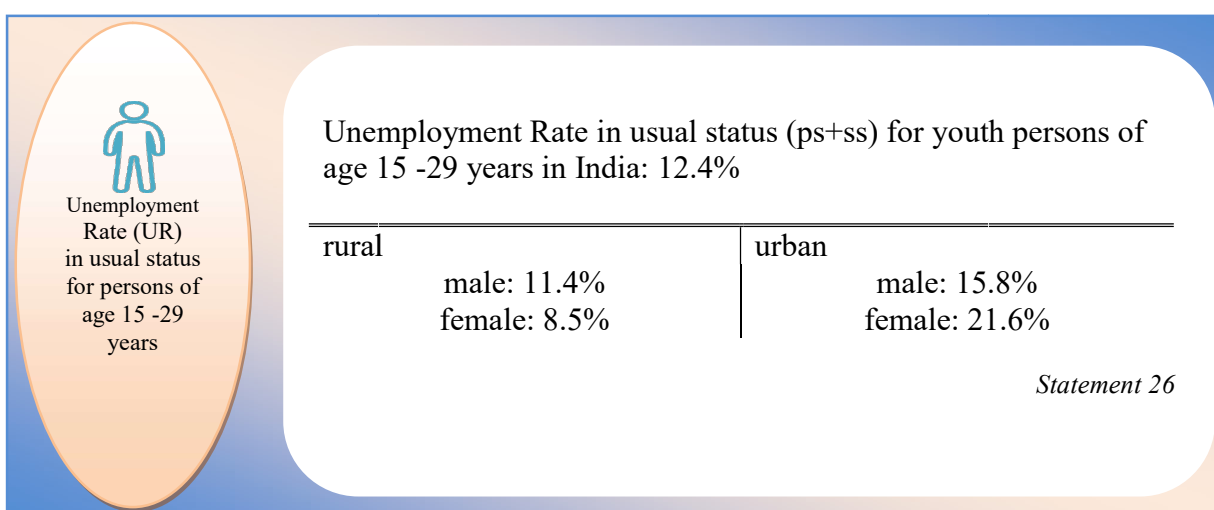 Unemployment
Rate (UR)
in usual status
for persons of
age 15 -29
years
Unemployment Rate in usual status (ps+ss) for youth persons of
age 15 -29 years in India: 12.4%
rural
male: 11.4%
female: 8.5%
urban
male: 15.8%
female: 21.6%
Statement 26